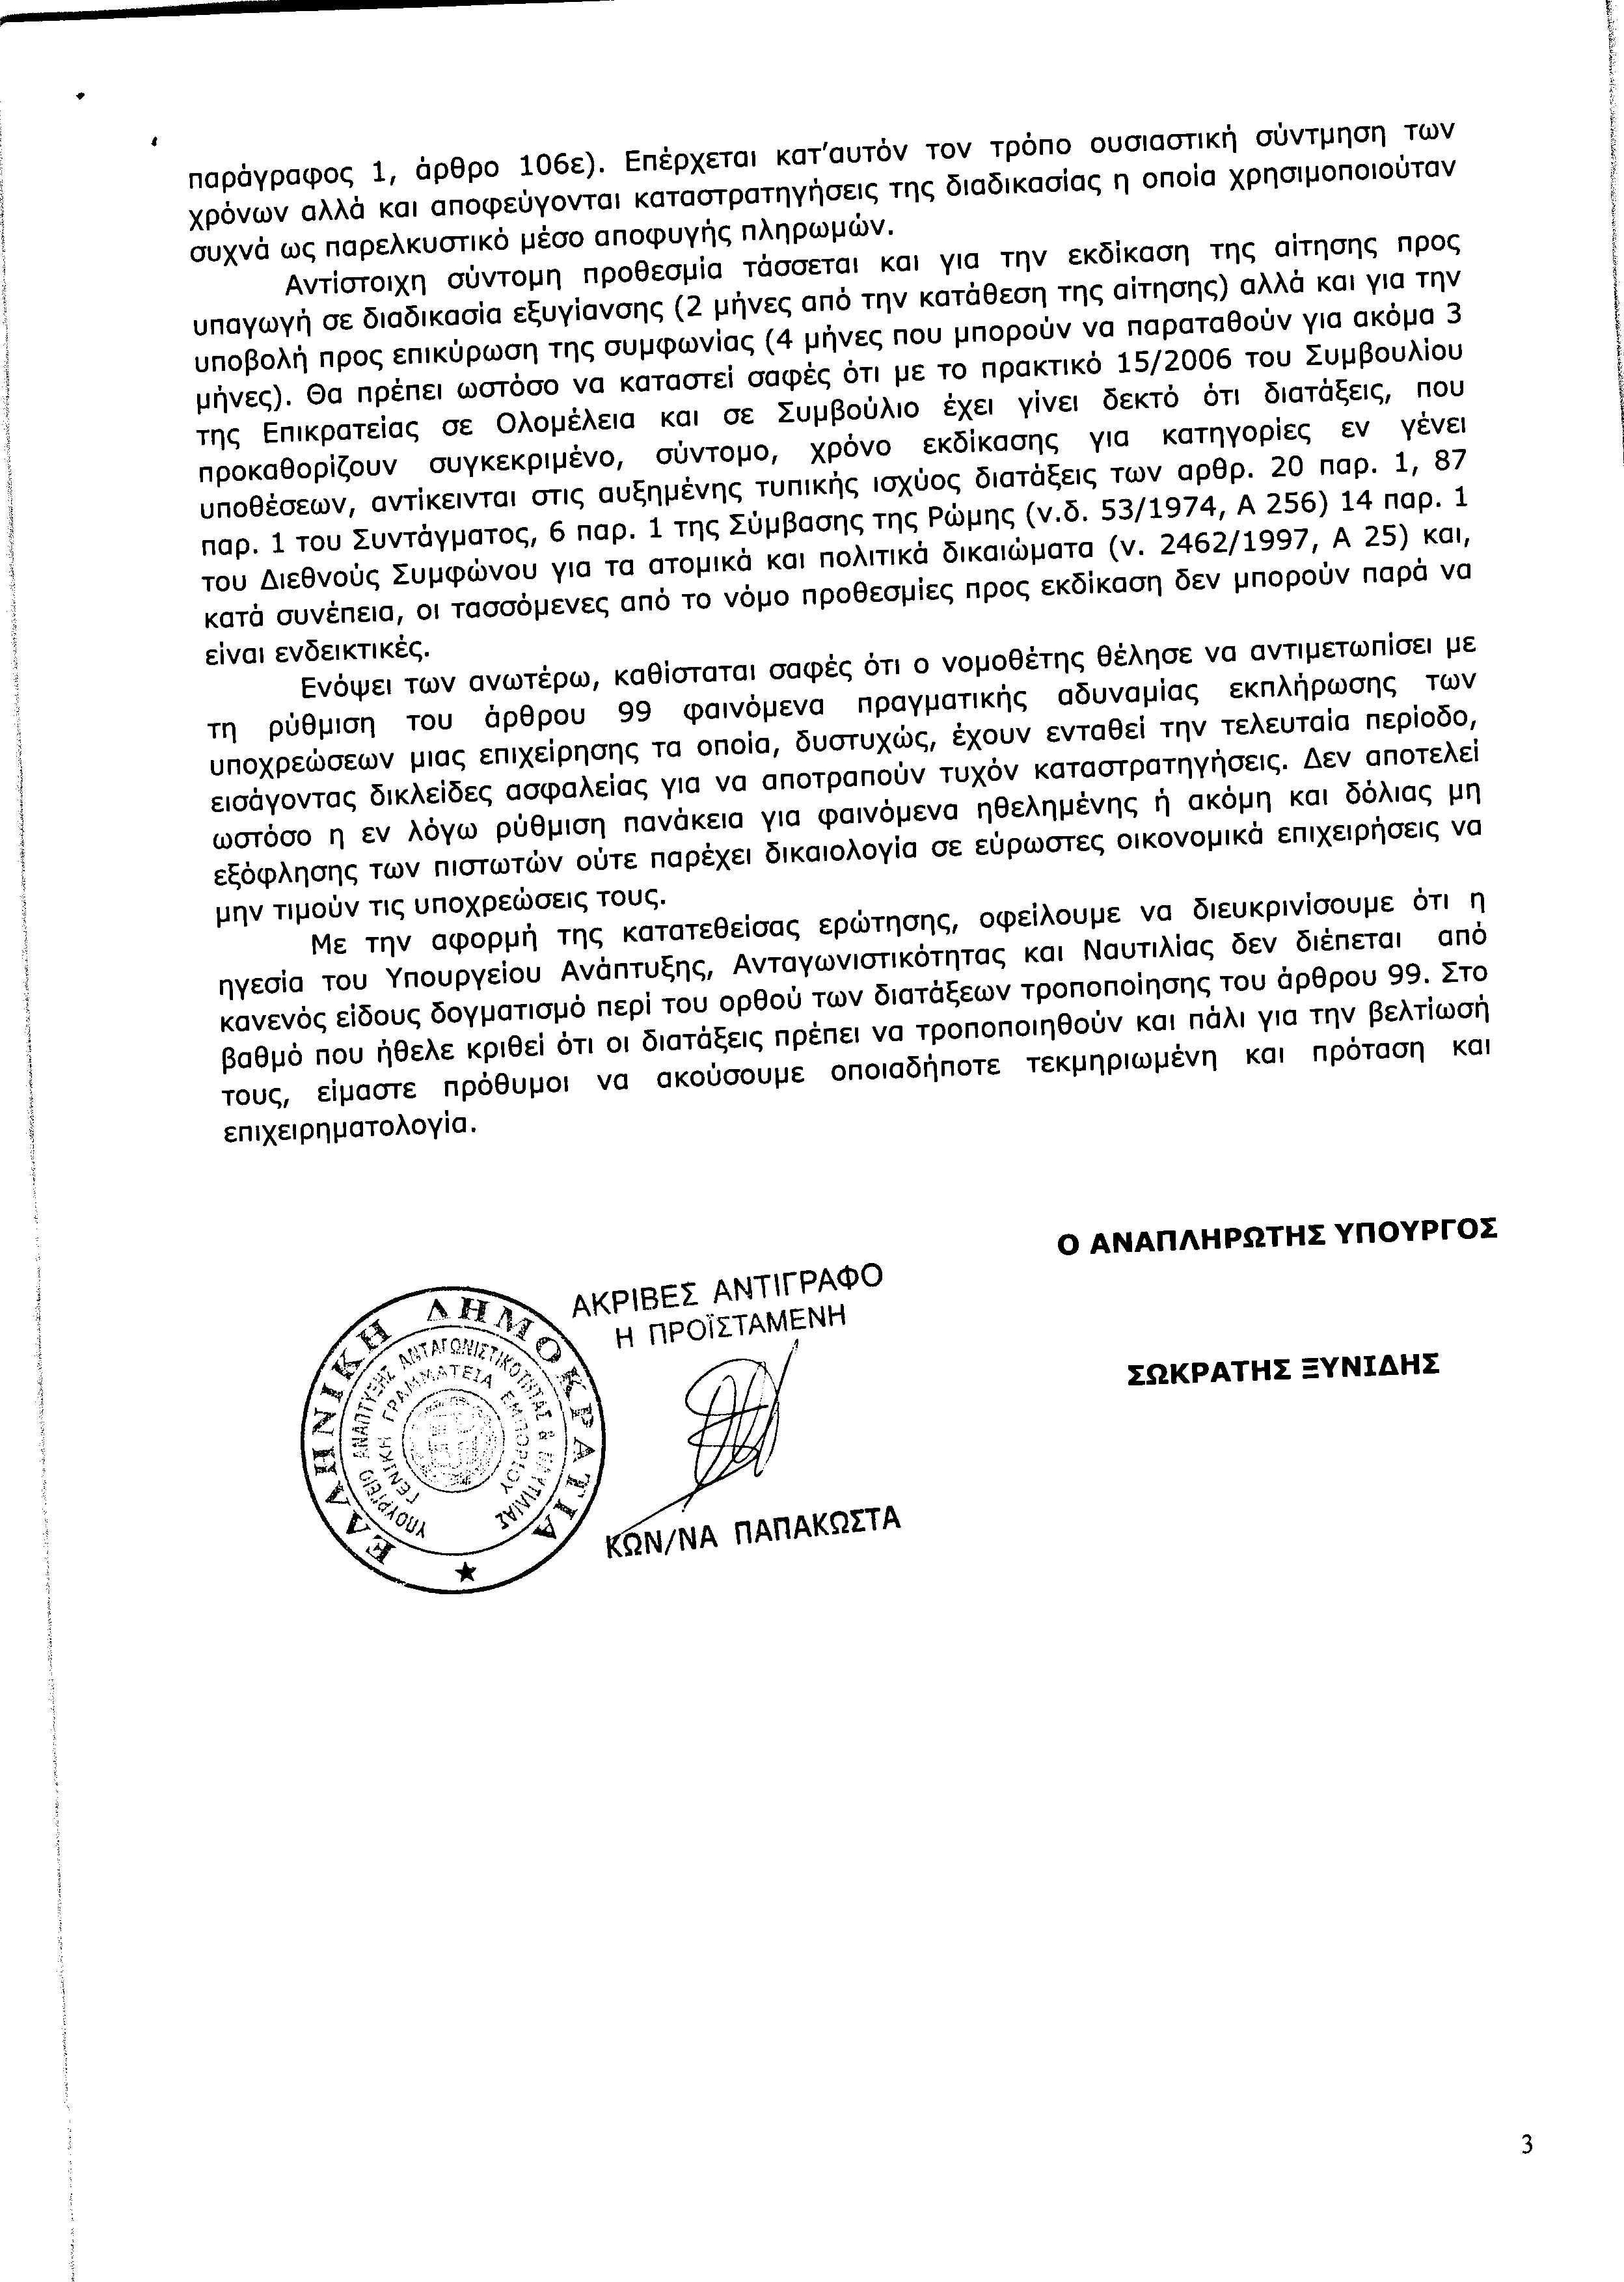 παράγραφος 1, άρθρο 106ε). Επέρχεται κατ'αυτόν τον τρόπο ουσιαστική σύντμηση των
χρόνων αλλά και αποφεύγονται καταστρατηγήσεις της διαδικασίας η οποία χρησιμοποιούταν
συχνά ως παρελκυστικό μέσο αποφυγής πληρωμών.
Αντίστοιχη σύντομη προθεσμία τάσσεται και για την εκδίκαση της αίτησης προς
υπαγωγή σε διαδικασία εξυγίανσης (2 μήνες από την κατάθεση της αίτησης) αλλά και για την
υποβολή προς επικύρωση της συμφωνίας (4 μήνες που μπορούν να παραταθούν για ακόμα 3
μήνες). Θα πρέπει ωστόσο να καταστεί σαφές ότι με το πρακτικό 15/2006 του Συμβουλίου
της Επικρατείας σε Ολομέλεια και σε Συμβούλιο έχει γίνει δεκτό ότι διατάξεις, που
προκαθορίζουν συγκεκριμένο, σύντομο, χρόνο εκδίκασης για κατηγορίες εν γένει
υποθέσεων, αντίκεινται στις αυξημένης τυπικής ισχύος διατάξεις των αρθρ. 20 παρ. 1, 87
παρ. 1 του Συντάγματος, 6 παρ. 1 της Σύμβασης της Ρώμης (ν.δ. 53/1974, Α 256) 14 παρ. 1
του Διεθνούς Συμφώνου για τα ατομικά και πολιτικά δικαιώματα (ν. 2462/1997, Α 25) και,
κατά συνέπεια, οι τασσόμενες από το νόμο προθεσμίες προς εκδίκαση δεν μπορούν παρά να
είναι ενδεικτικές.
Ενόψει των ανωτέρω, καθίσταται σαφές ότι ο νομοθέτης θέλησε να αντιμετωπίσει με
τη ρύθμιση του άρθρου 99 φαινόμενα πραγματικής αδυναμίας εκπλήρωσης των
υποχρεώσεων μιας επιχείρησης τα οποία, δυστυχώς, έχουν ενταθεί την τελευταία περίοδο,
εισάγοντας δικλείδες ασφαλείας για να αποτραπούν τυχόν καταστρατηγήσεις. Δεν αποτελεί
ωστόσο η εν λόγω ρύθμιση πανάκεια για φαινόμενα ηθελημένης ή ακόμη και δόλιας μη
εξόφλησης των πιστωτών ούτε παρέχει δικαιολογία σε εύρωστες οικονομικά επιχειρήσεις να
μην τιμούν τις υποχρεώσεις τους.
Με την αφορμή της κατατεθείσας ερώτησης, οφείλουμε να διευκρινίσουμε ότι η
ηγεσία του Υπουργείου Ανάπτυξης, Ανταγωνιστικότητας και Ναυτιλίας δεν διέπεται από
κανενός είδους δογματισμό περί του ορθού των διατάξεων τροποποίησης του άρθρου 99. Στο
βαθμό που ήθελε κριθεί ότι οι διατάξεις πρέπει να τροποποιηθούν και πάλι για την βελτίωσή
τους, είμαστε πρόθυμοι να ακούσουμε οποιαδήποτε τεκμηριωμένη και πρόταση και
επιχειρηματολογία.
Ο ΑΝΑΠΛΗΡΩΤΗΣ ΥΠΟΥΡΓΟΣ
ΣΩΚΡΑΤΗΣ ΞΥΝΙΔΗΣ
ΑΚΡΙΒΕΣ ΑΝΤΙΓΡΑΦΟ
Η ΠΡΟΪΣΤΑΜΕΝΗ
ΚΩΝ/ΝΑ ΠΑΠΑΚΩΣΤΑ
ΕΛΛΗΝΙΚΗ ΔΗΜΟΚΡΑΤΙΑ
ΥΠΟΥΡΓΕΙΟ ΑΝΑΠΤΥΞΗΣ ΑΝΤΑΓΩΝΙΣΤΙΚΟΤΗΤΑΣ & ΝΑΥΤΙΛΙΑΣ
ΓΕΝΙΚΗ ΓΡΑΜΜΑΤΕΙΑ ΕΜΠΟΡΙΟΥ
3